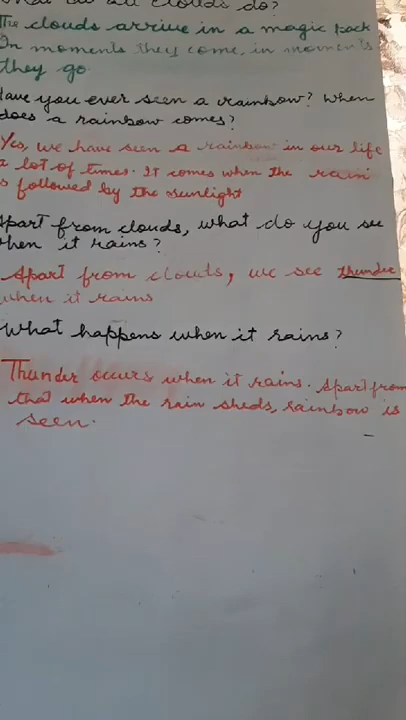 do all clouds do?
The clouds arrive in a magic pack
In moments they come, in moments
they go.
Have you ever seen a rainbow? When
does a rainbow comes?
Yes, we have seen a rainbow in our life
a lot of times. It comes when the rain
is followed by the sunlight
Apart from clouds, what do you see
when it rains?
Apart from clouds, we see thunder
when it rains
What happens when it rains?
Thunder occurs when it rains. Apart from
that when the rain sheds, rainbow is
seen.